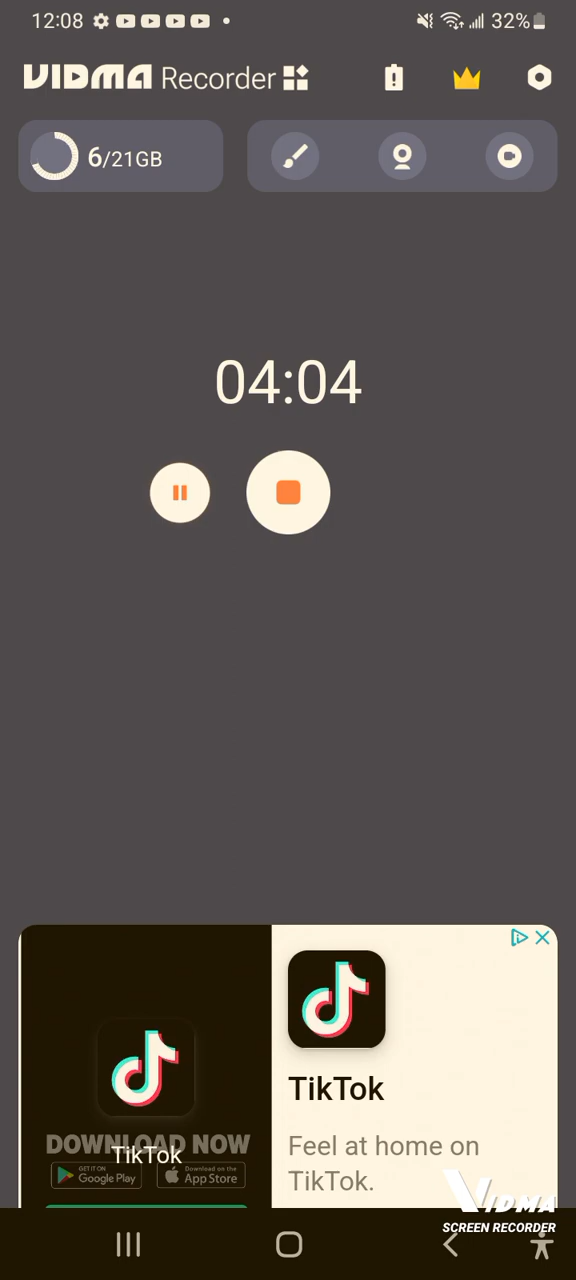 12:08
32%
VIDMA Recorder
6/21GB
04:04
TikTok
Feel at home on
TikTok.
DOWNLOAD NOW
TikTok
GET IT ON
Google Play
Download on the
App Store
VIDMA
SCREEN RECORDER